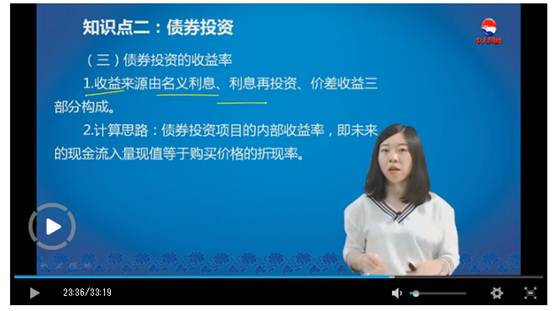 知识点二：债券投资
（三）债券投资的收益率
1.收益来源由名义利息、利息再投资、价差收益三
部分构成。
2.计算思路：债券投资项目的内部收益率，即未来
的现金流入量现值等于购买价格的折现率。
23:36/33:19